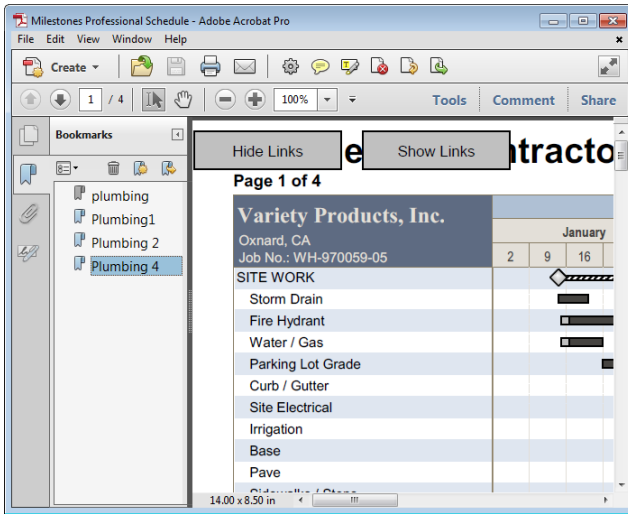 Milestones Professional Schedule - Adobe Acrobat Pro
File Edit View Window Help
Create
1 / 4 100% Tools Comment Share
Bookmarks
plumbing
Plumbing1
Plumbing 2
Plumbing 4
Hide Links e Show Links ntracto
Page 1 of 4
Variety Products, Inc.
Oxnard, CA
Job No.: WH-970059-05
January
2 9 16
SITE WORK
Storm Drain
Fire Hydrant
Water / Gas
Parking Lot Grade
Curb / Gutter
Site Electrical
Irrigation
Base
Pave
14.00 x 8.50 in